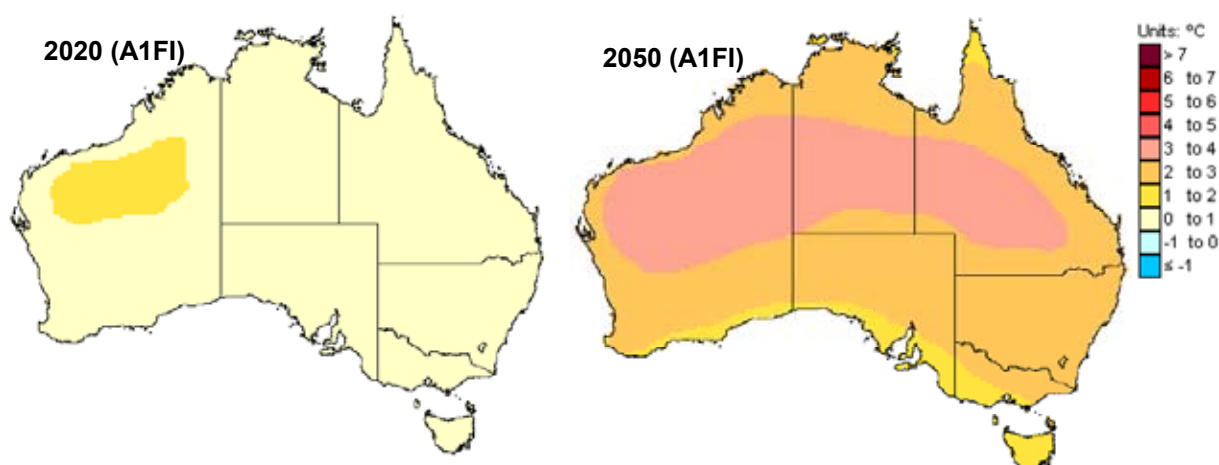 2020 (A1FI)
2050 (A1FI)
Units: °C
> 7
6 to 7
5 to 6
4 to 5
3 to 4
2 to 3
1 to 2
0 to 1
-1 to 0
≤ -1